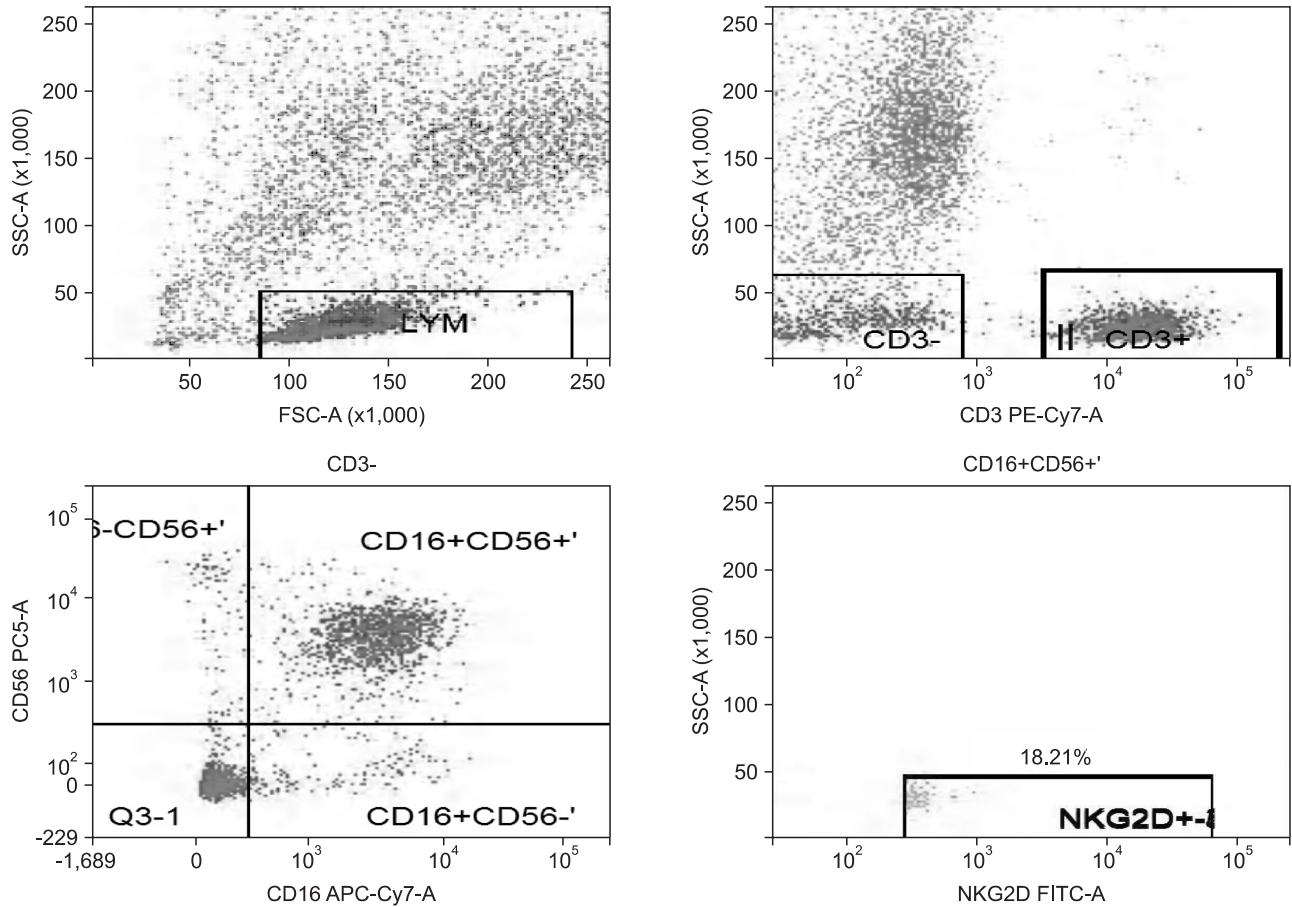 250
200
150
100
50
SSC-A (x1,000)
LYM
50
100
150
200
250
FSC-A (x1,000)
250
200
150
100
50
SSC-A (x1,000)
CD3-
II
CD3+
10²
10³
10⁴
10⁵
CD3 PE-Cy7-A
CD3-
10⁵
10⁴
10³
10²
0
-229
CD56 PC5-A
6-CD56+'
CD16+CD56+'
Q3-1
CD16+CD56-'
-1,689
0
10³
10⁴
10⁵
CD16 APC-Cy7-A
CD16+CD56+'
250
200
150
100
50
SSC-A (x1,000)
18.21%
NKG2D+-
10²
10³
10⁴
10⁵
NKG2D FITC-A